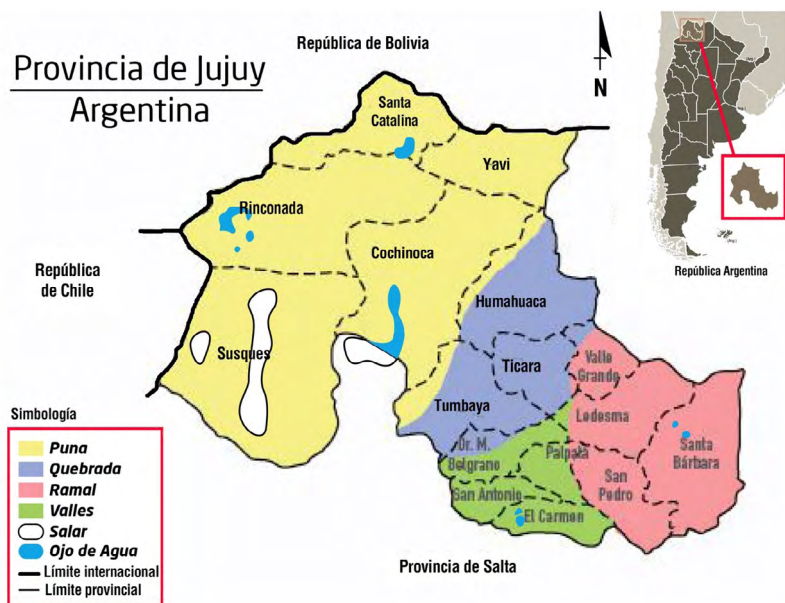 Provincia de Jujuy
Argentina
República de Bolivia
N
República Argentina
Santa
Catalina
Yavi
Rinconada
Cochinoca
República
de Chile
Humahuaca
Susques
Ticara
Valle
Grande
Tumbaya
Ledesma
Dr. M.
Belgrano
Palpalá
Santa
Bárbara
San
Pedro
San Antonio
El Carmen
Provincia de Salta
Simbología
Puna
Quebrada
Ramal
Valles
Salar
Ojo de Agua
Límite internacional
Límite provincial